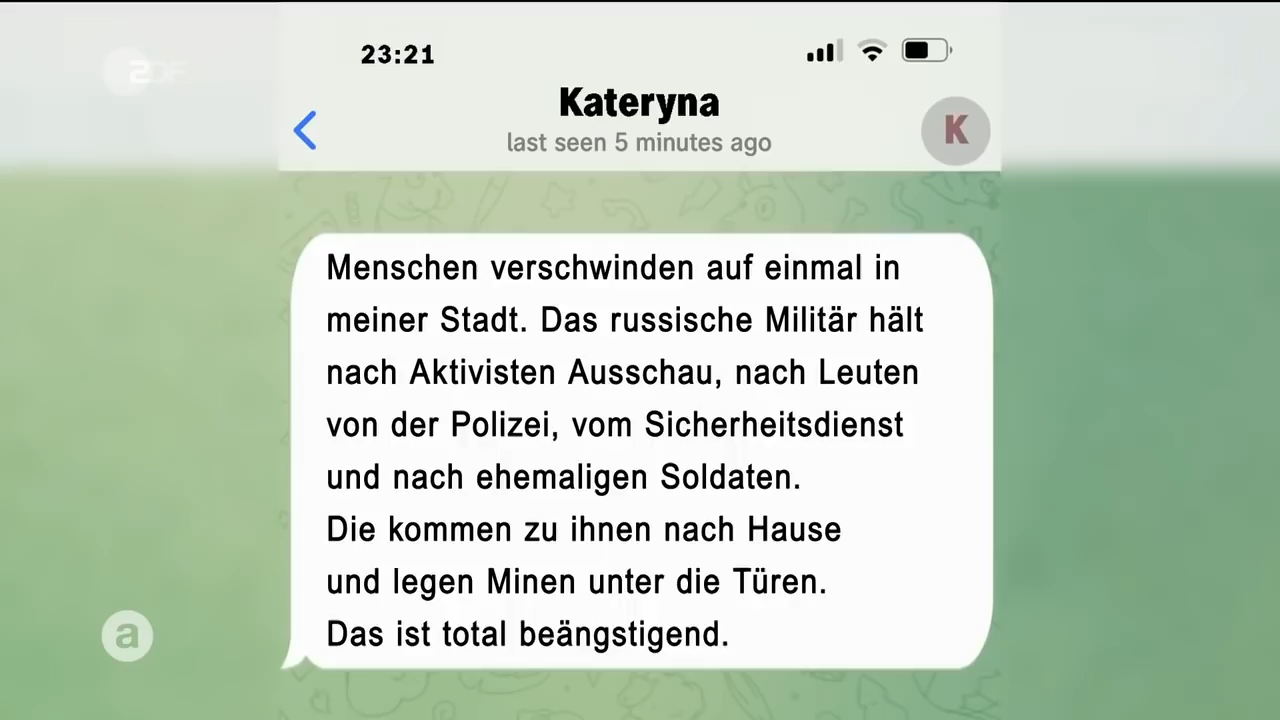 23:21
ZDF
Kateryna
last seen 5 minutes ago
K
Menschen verschwinden auf einmal in
meiner Stadt. Das russische Militär hält
nach Aktivisten Ausschau, nach Leuten
von der Polizei, vom Sicherheitsdienst
und nach ehemaligen Soldaten.
Die kommen zu ihnen nach Hause
und legen Minen unter die Türen.
Das ist total beängstigend.
a